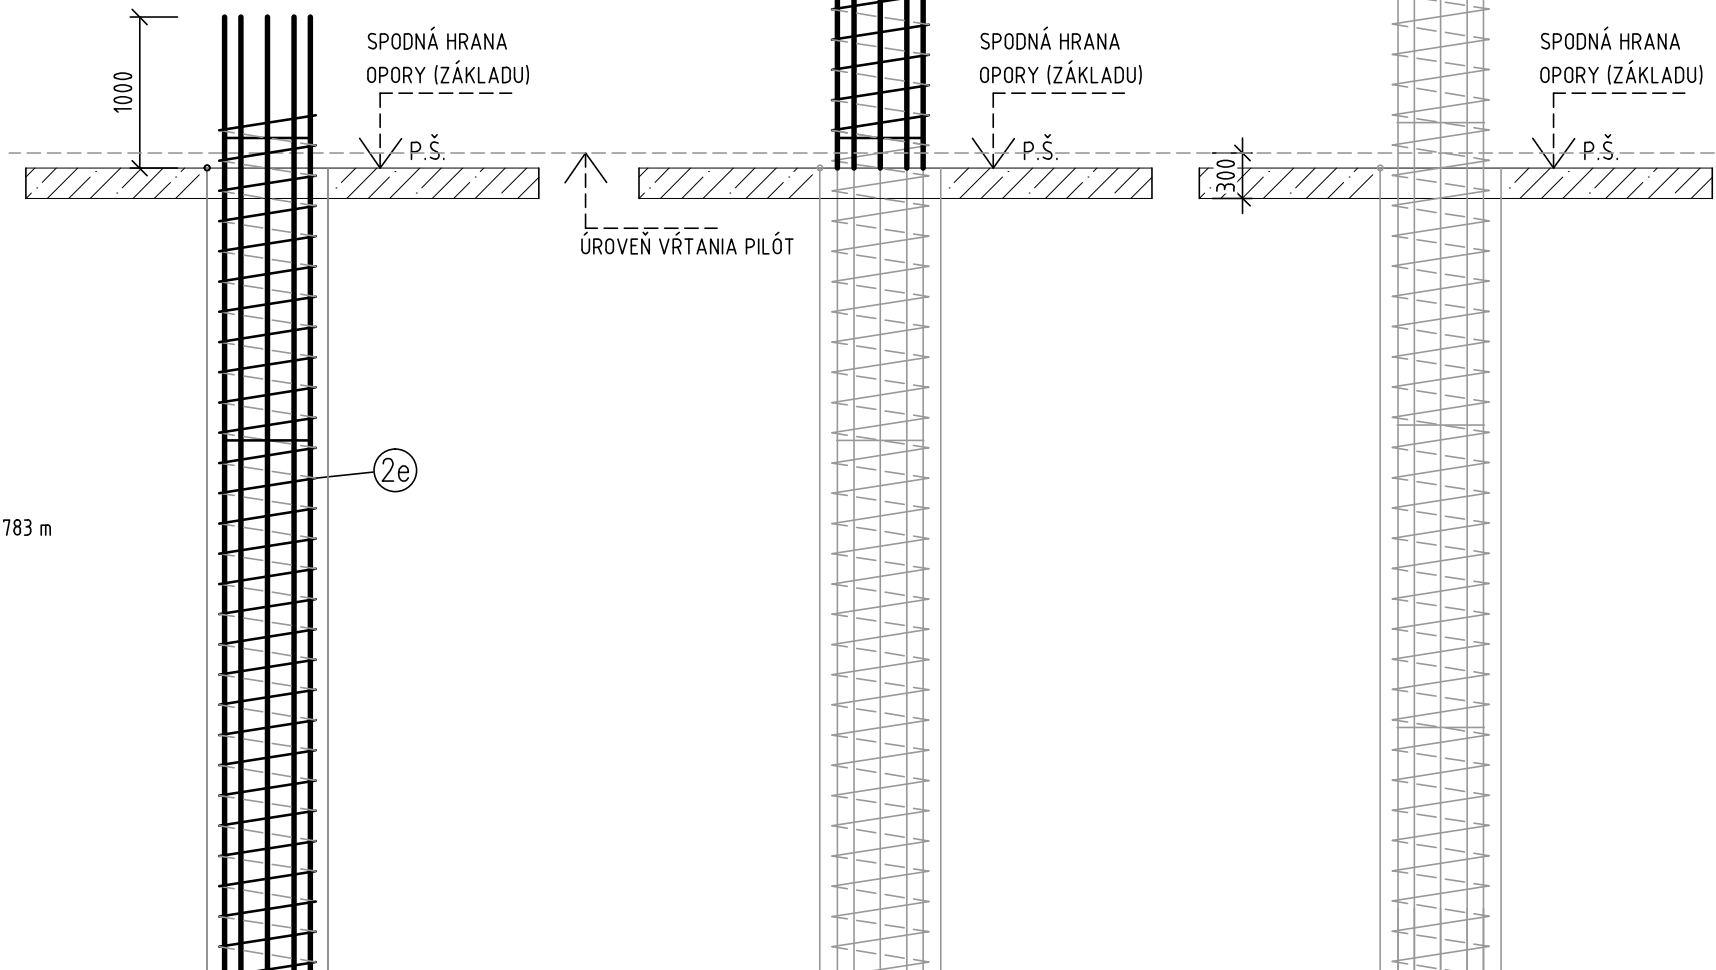 SPODNÁ HRANA
OPORY (ZÁKLADU)
P.Š.
1000
SPODNÁ HRANA
OPORY (ZÁKLADU)
P.Š.
SPODNÁ HRANA
OPORY (ZÁKLADU)
P.Š.
300
ÚROVEŇ VŔTANIA PILÓT
2e
783 m